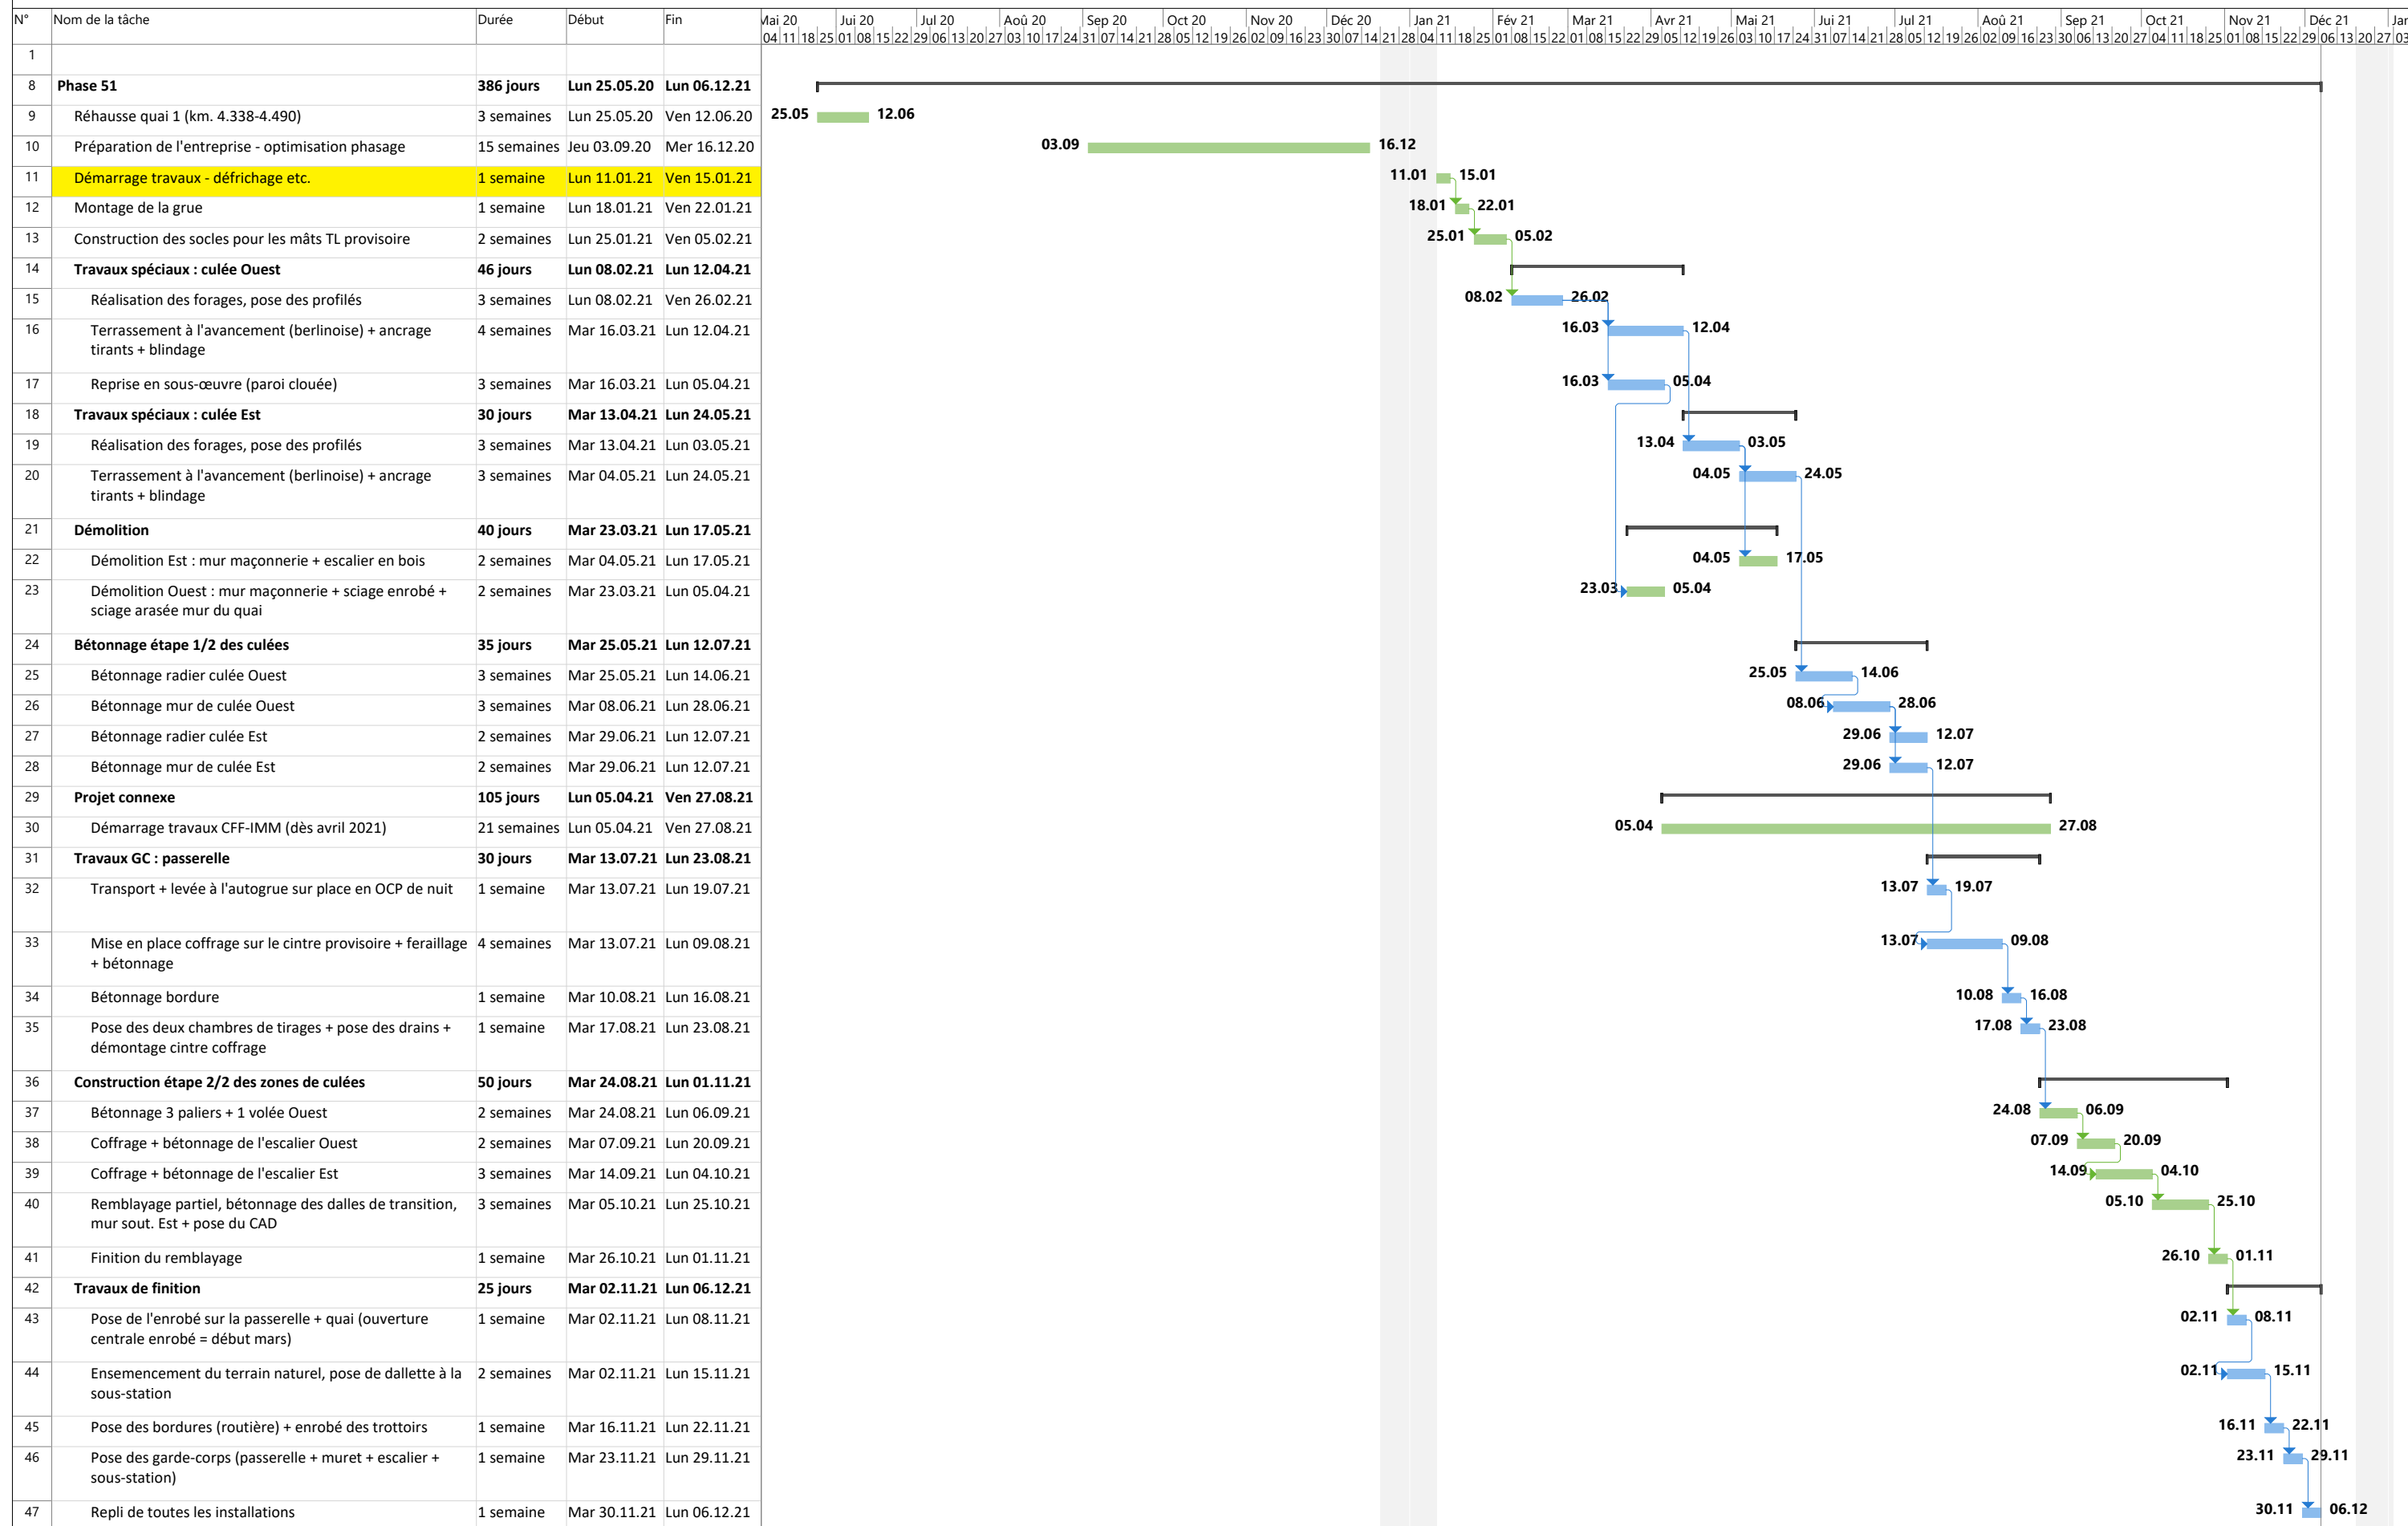 N° Nom de la tâche Durée Début Fin Mai 20 Jui 20 Jul 20 Aoû 20 Sep 20 Oct 20 Nov 20 Déc 20 Jan 21 Fév 21 Mar 21 Avr 21 Mai 21 Jui 21 Jul 21 Aoû 21 Sep 21 Oct 21 Nov 21 Déc 21 Jan
04 11 18 25 01 08 15 22 29 06 13 20 27 03 10 17 24 31 07 14 21 28 05 12 19 26 02 09 16 23 30 07 14 21 28 04 11 18 25 01 08 15 22 01 08 15 22 29 05 12 19 26 03 10 17 24 31 07 14 21 28 05 12 19 26 02 09 16 23 30 06 13 20 27 04 11 18 25 01 08 15 22 29 06 13 20 27 03
1
8 Phase 51 386 jours Lun 25.05.20 Lun 06.12.21
9 Réhausse quai 1 (km. 4.338-4.490) 3 semaines Lun 25.05.20 Ven 12.06.20 25.05 12.06
10 Préparation de l'entreprise - optimisation phasage 15 semaines Jeu 03.09.20 Mer 16.12.20 03.09 16.12
11 Démarrage travaux - défrichage etc. 1 semaine Lun 11.01.21 Ven 15.01.21 11.01 15.01
12 Montage de la grue 1 semaine Lun 18.01.21 Ven 22.01.21 18.01 22.01
13 Construction des socles pour les mâts TL provisoire 2 semaines Lun 25.01.21 Ven 05.02.21 25.01 05.02
14 Travaux spéciaux : culée Ouest 46 jours Lun 08.02.21 Lun 12.04.21
15 Réalisation des forages, pose des profilés 3 semaines Lun 08.02.21 Ven 26.02.21 08.02 26.02
16 Terrassement à l'avancement (berlinoise) + ancrage 4 semaines Mar 16.03.21 Lun 12.04.21 16.03 12.04
tirants + blindage
17 Reprise en sous-œuvre (paroi clouée) 3 semaines Mar 16.03.21 Lun 05.04.21 16.03 05.04
18 Travaux spéciaux : culée Est 30 jours Mar 13.04.21 Lun 24.05.21
19 Réalisation des forages, pose des profilés 3 semaines Mar 13.04.21 Lun 03.05.21 13.04 03.05
20 Terrassement à l'avancement (berlinoise) + ancrage 3 semaines Mar 04.05.21 Lun 24.05.21 04.05 24.05
tirants + blindage
21 Démolition 40 jours Mar 23.03.21 Lun 17.05.21
22 Démolition Est : mur maçonnerie + escalier en bois 2 semaines Mar 04.05.21 Lun 17.05.21 04.05 17.05
23 Démolition Ouest : mur maçonnerie + sciage enrobé + 2 semaines Mar 23.03.21 Lun 05.04.21 23.03 05.04
sciage arasée mur du quai
24 Bétonnage étape 1/2 des culées 35 jours Mar 25.05.21 Lun 12.07.21
25 Bétonnage radier culée Ouest 3 semaines Mar 25.05.21 Lun 14.06.21 25.05 14.06
26 Bétonnage mur de culée Ouest 3 semaines Mar 08.06.21 Lun 28.06.21 08.06 28.06
27 Bétonnage radier culée Est 2 semaines Mar 29.06.21 Lun 12.07.21 29.06 12.07
28 Bétonnage mur de culée Est 2 semaines Mar 29.06.21 Lun 12.07.21 29.06 12.07
29 Projet connexe 105 jours Lun 05.04.21 Ven 27.08.21
30 Démarrage travaux CFF-IMM (dès avril 2021) 21 semaines Lun 05.04.21 Ven 27.08.21 05.04 27.08
31 Travaux GC : passerelle 30 jours Mar 13.07.21 Lun 23.08.21
32 Transport + levée à l'autogrue sur place en OCP de nuit 1 semaine Mar 13.07.21 Lun 19.07.21 13.07 19.07
33 Mise en place coffrage sur le cintre provisoire + feraillage 4 semaines Mar 13.07.21 Lun 09.08.21 13.07 09.08
+ bétonnage
34 Bétonnage bordure 1 semaine Mar 10.08.21 Lun 16.08.21 10.08 16.08
35 Pose des deux chambres de tirages + pose des drains + 1 semaine Mar 17.08.21 Lun 23.08.21 17.08 23.08
démontage cintre coffrage
36 Construction étape 2/2 des zones de culées 50 jours Mar 24.08.21 Lun 01.11.21
37 Bétonnage 3 paliers + 1 volée Ouest 2 semaines Mar 24.08.21 Lun 06.09.21 24.08 06.09
38 Coffrage + bétonnage de l'escalier Ouest 2 semaines Mar 07.09.21 Lun 20.09.21 07.09 20.09
39 Coffrage + bétonnage de l'escalier Est 3 semaines Mar 14.09.21 Lun 04.10.21 14.09 04.10
40 Remblayage partiel, bétonnage des dalles de transition, 3 semaines Mar 05.10.21 Lun 25.10.21 05.10 25.10
mur sout. Est + pose du CAD
41 Finition du remblayage 1 semaine Mar 26.10.21 Lun 01.11.21 26.10 01.11
42 Travaux de finition 25 jours Mar 02.11.21 Lun 06.12.21
43 Pose de l'enrobé sur la passerelle + quai (ouverture 1 semaine Mar 02.11.21 Lun 08.11.21 02.11 08.11
centrale enrobé = début mars)
44 Ensemencement du terrain naturel, pose de dallette à la 2 semaines Mar 02.11.21 Lun 15.11.21 02.11 15.11
sous-station
45 Pose des bordures (routière) + enrobé des trottoirs 1 semaine Mar 16.11.21 Lun 22.11.21 16.11 22.11
46 Pose des garde-corps (passerelle + muret + escalier + 1 semaine Mar 23.11.21 Lun 29.11.21 23.11 29.11
sous-station)
47 Repli de toutes les installations 1 semaine Mar 30.11.21 Lun 06.12.21 30.11 06.12